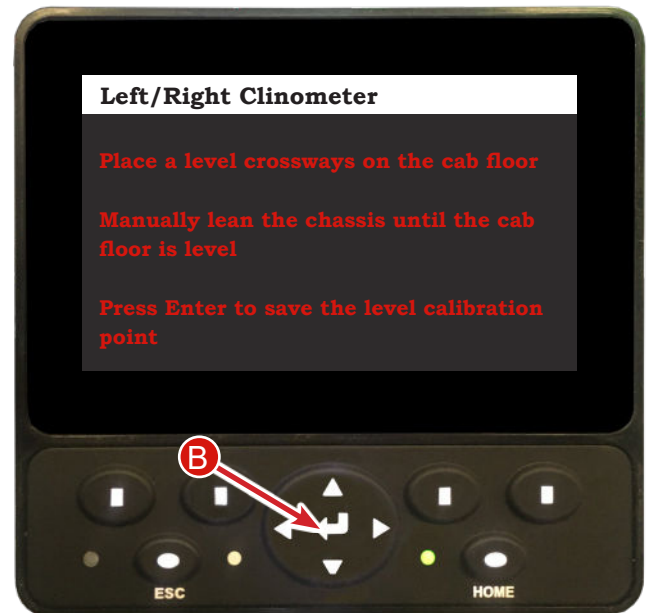 Left/Right Clinometer
Place a level crossways on the cab floor
Manually lean the chassis until the cab
floor is level
Press Enter to save the level calibration
point
B
ESC
HOME